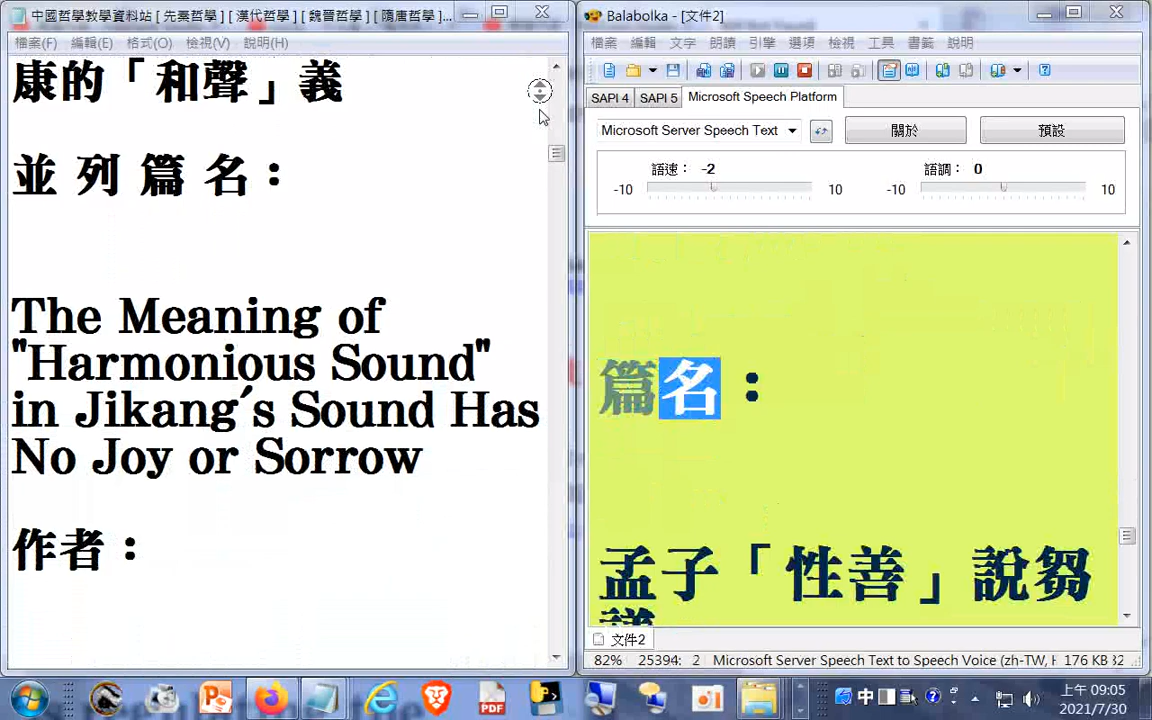 中國哲學教學資料站 [ 先秦哲學 ] [ 漢代哲學 ] [ 魏晉哲學 ] [ 隋唐哲學 ]...
檔案(F) 編輯(E) 格式(O) 檢視(V) 說明(H)
康的「和聲」義
並 列 篇 名：
The Meaning of
"Harmonious Sound"
in Jikang´s Sound Has
No Joy or Sorrow
作者：
Balabolka - [文件2]
檔案 編輯 文字 朗讀 引擎 選項 檢視 工具 書籤 說明
SAPI 4 SAPI 5 Microsoft Speech Platform
Microsoft Server Speech Text 關於 預設
語速： -2 語調： 0
-10 10 -10 10
篇名：
孟子「性善」說芻
議
文件2
82% 25394: 2 Microsoft Server Speech Text to Speech Voice (zh-TW, H 176 KB
中
上午 09:05
2021/7/30